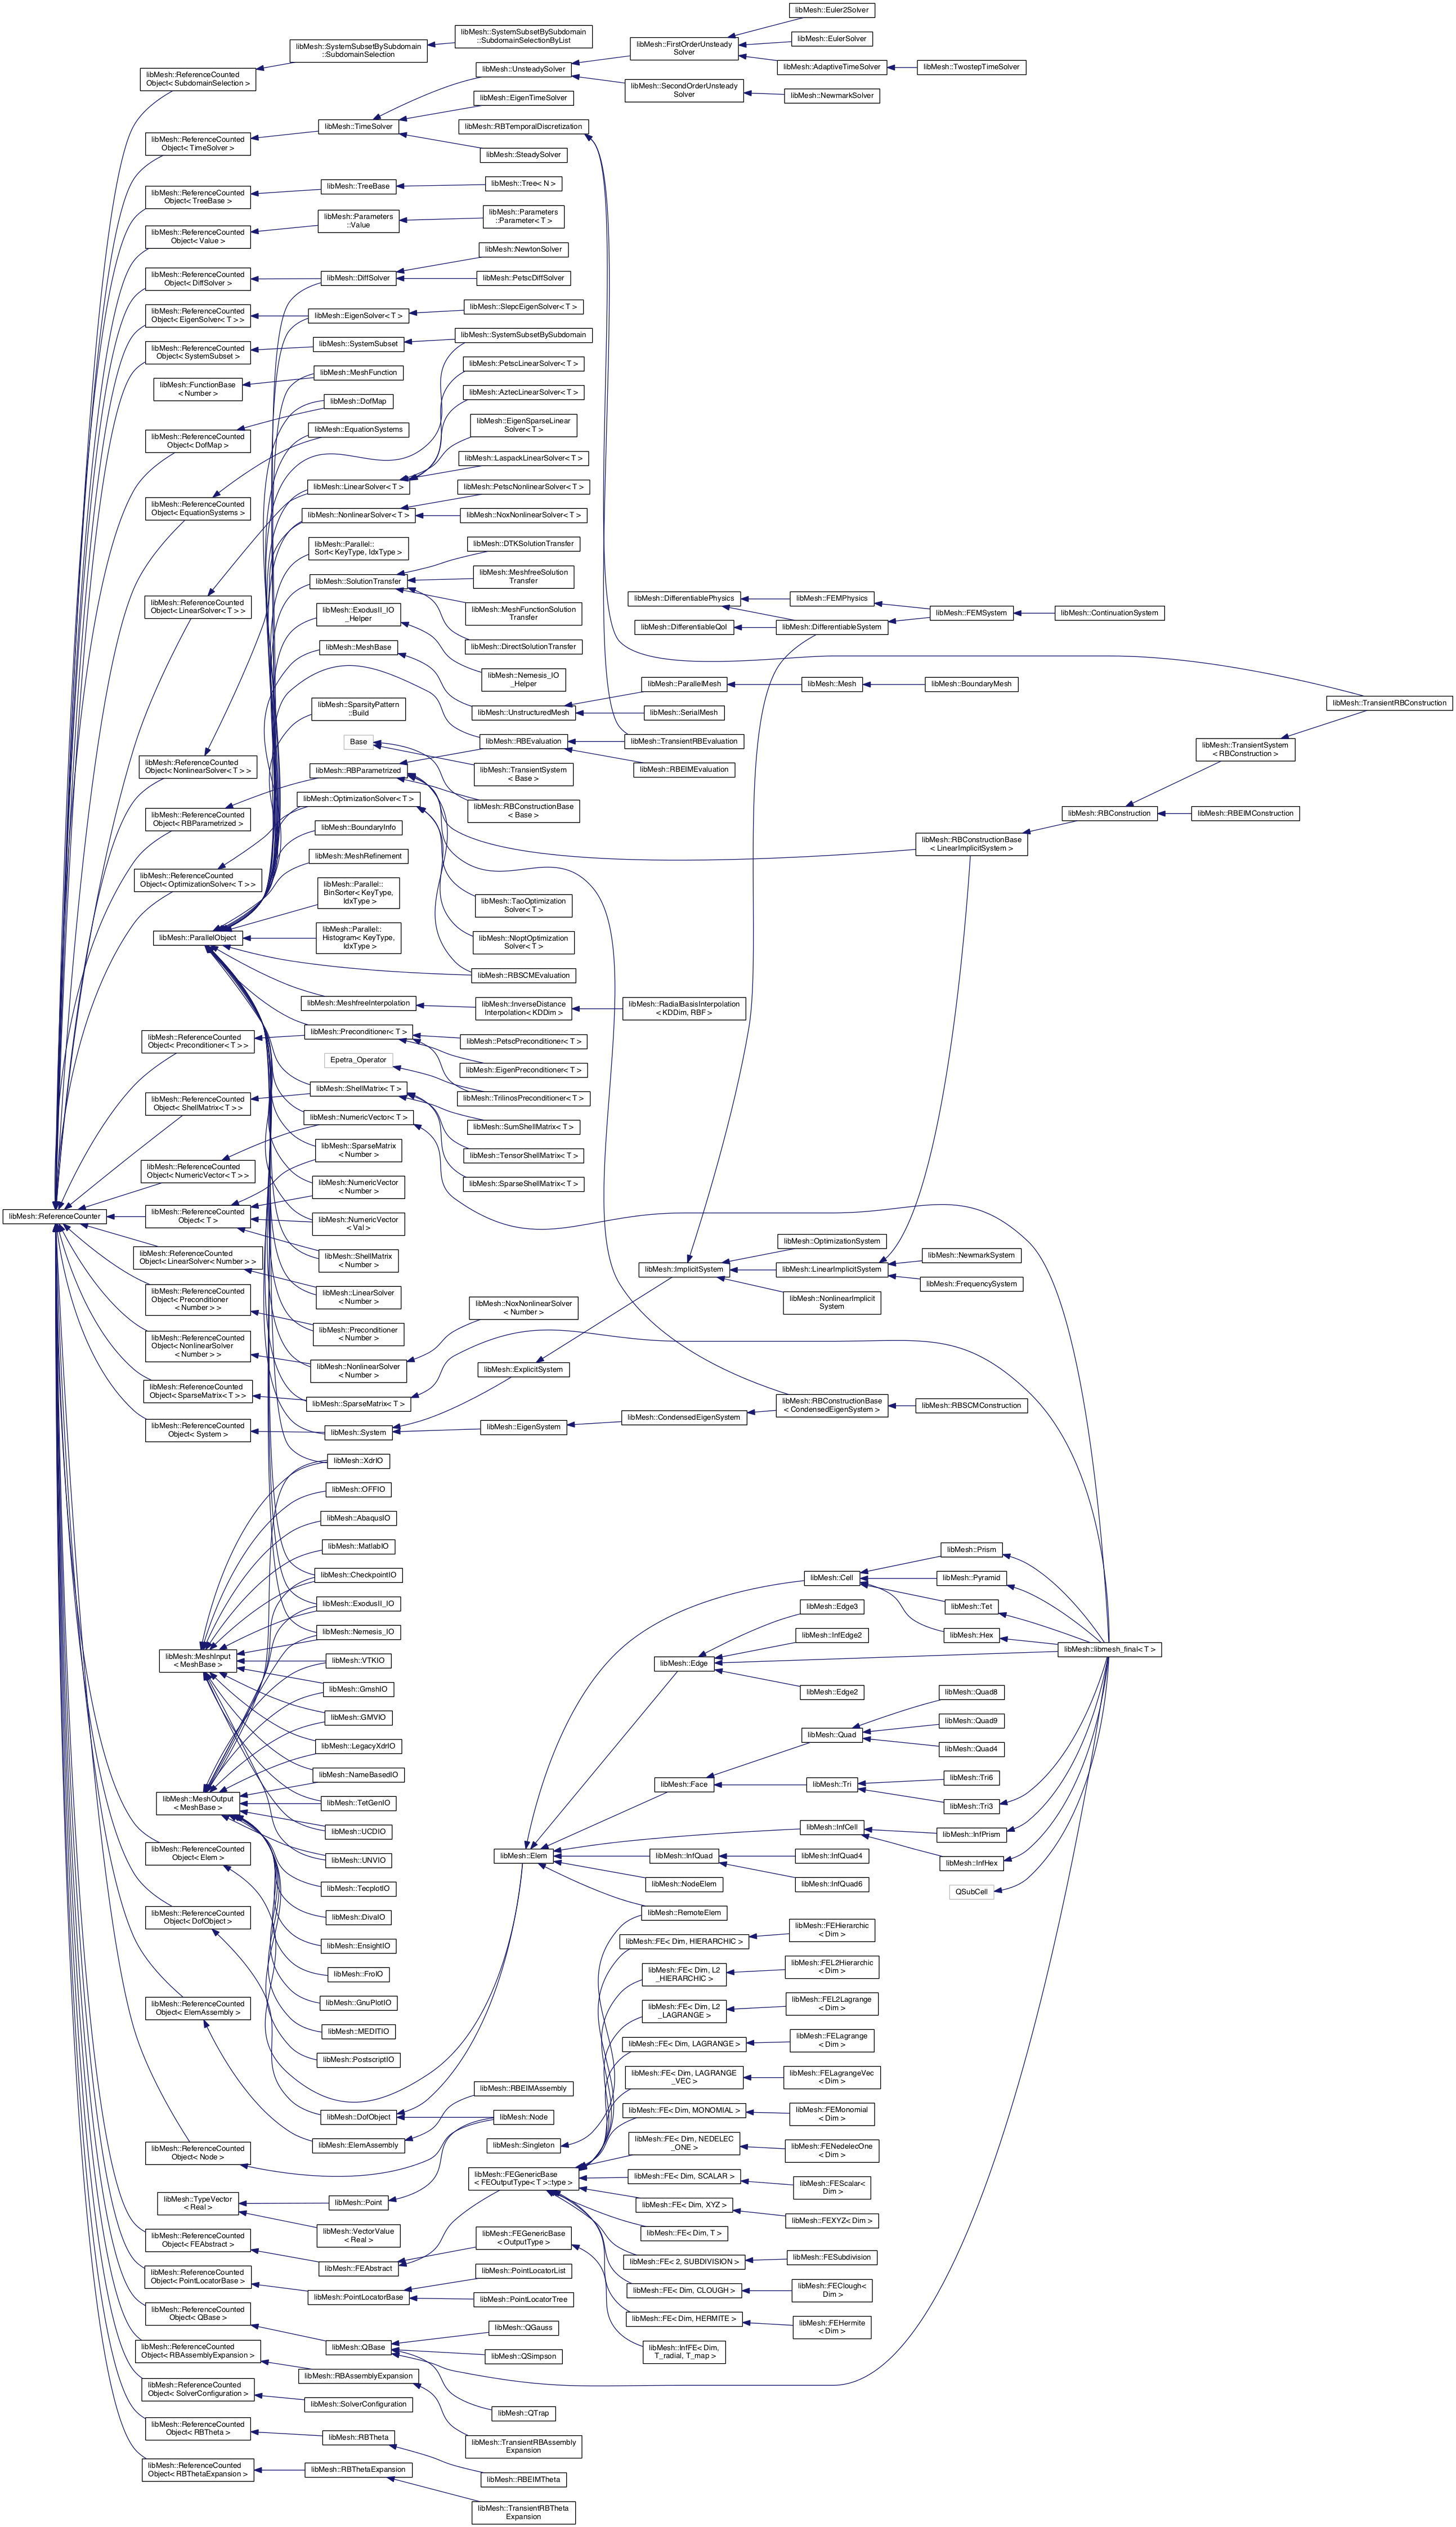 libMesh::ReferenceCounter
libMesh::ReferenceCounted
Object< SubdomainSelection >
libMesh::ReferenceCounted
Object< TimeSolver >
libMesh::ReferenceCounted
Object< TreeBase >
libMesh::ReferenceCounted
Object< Value >
libMesh::ReferenceCounted
Object< DiffSolver >
libMesh::ReferenceCounted
Object< EigenSolver< T > >
libMesh::ReferenceCounted
Object< SystemSubset >
libMesh::FunctionBase
< Number >
libMesh::ReferenceCounted
Object< DofMap >
libMesh::ReferenceCounted
Object< EquationSystems >
libMesh::ReferenceCounted
Object< LinearSolver< T > >
libMesh::ReferenceCounted
Object< NonlinearSolver< T > >
libMesh::ReferenceCounted
Object< RBParametrized >
libMesh::ReferenceCounted
Object< OptimizationSolver< T > >
libMesh::ParallelObject
libMesh::ReferenceCounted
Object< Preconditioner< T > >
libMesh::ReferenceCounted
Object< ShellMatrix< T > >
libMesh::ReferenceCounted
Object< NumericVector< T > >
libMesh::ReferenceCounted
Object< T >
libMesh::ReferenceCounted
Object< LinearSolver< Number > >
libMesh::ReferenceCounted
Object< Preconditioner
< Number > >
libMesh::ReferenceCounted
Object< NonlinearSolver
< Number > >
libMesh::ReferenceCounted
Object< SparseMatrix< T > >
libMesh::ReferenceCounted
Object< System >
libMesh::MeshInput
< MeshBase >
libMesh::MeshOutput
< MeshBase >
libMesh::ReferenceCounted
Object< Elem >
libMesh::ReferenceCounted
Object< DofObject >
libMesh::ReferenceCounted
Object< ElemAssembly >
libMesh::ReferenceCounted
Object< Node >
libMesh::TypeVector
< Real >
libMesh::ReferenceCounted
Object< FEAbstract >
libMesh::ReferenceCounted
Object< PointLocatorBase >
libMesh::ReferenceCounted
Object< QBase >
libMesh::ReferenceCounted
Object< RBAssemblyExpansion >
libMesh::ReferenceCounted
Object< SolverConfiguration >
libMesh::ReferenceCounted
Object< RBTheta >
libMesh::ReferenceCounted
Object< RBThetaExpansion >
libMesh::SystemSubsetBySubdomain
::SubdomainSelection
libMesh::TimeSolver
libMesh::TreeBase
libMesh::Parameters
::Value
libMesh::DiffSolver
libMesh::EigenSolver< T >
libMesh::SystemSubset
libMesh::MeshFunction
libMesh::DofMap
libMesh::EquationSystems
libMesh::LinearSolver< T >
libMesh::NonlinearSolver< T >
libMesh::Parallel::
Sort< KeyType, IdxType >
libMesh::SolutionTransfer
libMesh::ExodusII_IO
_Helper
libMesh::MeshBase
libMesh::SparsityPattern
::Build
Base
libMesh::RBParametrized
libMesh::OptimizationSolver< T >
libMesh::BoundaryInfo
libMesh::MeshRefinement
libMesh::Parallel::
BinSorter< KeyType,
IdxType >
libMesh::Parallel::
Histogram< KeyType,
IdxType >
libMesh::MeshfreeInterpolation
libMesh::Preconditioner< T >
Epetra_Operator
libMesh::ShellMatrix< T >
libMesh::NumericVector< T >
libMesh::SparseMatrix
< Number >
libMesh::NumericVector
< Number >
libMesh::NumericVector
< Val >
libMesh::ShellMatrix
< Number >
libMesh::LinearSolver
< Number >
libMesh::Preconditioner
< Number >
libMesh::NonlinearSolver
< Number >
libMesh::SparseMatrix< T >
libMesh::System
libMesh::XdrIO
libMesh::OFFIO
libMesh::AbaqusIO
libMesh::MatlabIO
libMesh::CheckpointIO
libMesh::ExodusII_IO
libMesh::Nemesis_IO
libMesh::VTKIO
libMesh::GmshIO
libMesh::GMVIO
libMesh::LegacyXdrIO
libMesh::NameBasedIO
libMesh::TetGenIO
libMesh::UCDIO
libMesh::UNVIO
libMesh::TecplotIO
libMesh::DivaIO
libMesh::EnsightIO
libMesh::FroIO
libMesh::GnuPlotIO
libMesh::MEDITIO
libMesh::PostscriptIO
libMesh::DofObject
libMesh::ElemAssembly
libMesh::Point
libMesh::VectorValue
< Real >
libMesh::FEAbstract
libMesh::PointLocatorBase
libMesh::QBase
libMesh::RBAssemblyExpansion
libMesh::SolverConfiguration
libMesh::RBTheta
libMesh::RBThetaExpansion
libMesh::SystemSubsetBySubdomain
::SubdomainSelectionByList
libMesh::UnsteadySolver
libMesh::EigenTimeSolver
libMesh::RBTemporalDiscretization
libMesh::SteadySolver
libMesh::Tree< N >
libMesh::Parameters
::Parameter< T >
libMesh::NewtonSolver
libMesh::PetscDiffSolver
libMesh::SlepcEigenSolver< T >
libMesh::SystemSubsetBySubdomain
libMesh::PetscLinearSolver< T >
libMesh::AztecLinearSolver< T >
libMesh::EigenSparseLinear
Solver< T >
libMesh::LaspackLinearSolver< T >
libMesh::PetscNonlinearSolver< T >
libMesh::NoxNonlinearSolver< T >
libMesh::DTKSolutionTransfer
libMesh::MeshfreeSolution
Transfer
libMesh::MeshFunctionSolution
Transfer
libMesh::DirectSolutionTransfer
libMesh::Nemesis_IO
_Helper
libMesh::UnstructuredMesh
libMesh::RBEvaluation
libMesh::TransientSystem
< Base >
libMesh::RBConstructionBase
< Base >
libMesh::TaoOptimization
Solver< T >
libMesh::NloptOptimization
Solver< T >
libMesh::RBSCMEvaluation
libMesh::InverseDistance
Interpolation< KDDim >
libMesh::PetscPreconditioner< T >
libMesh::EigenPreconditioner< T >
libMesh::TrilinosPreconditioner< T >
libMesh::SumShellMatrix< T >
libMesh::TensorShellMatrix< T >
libMesh::SparseShellMatrix< T >
libMesh::NoxNonlinearSolver
< Number >
libMesh::ExplicitSystem
libMesh::EigenSystem
libMesh::Elem
libMesh::RBEIMAssembly
libMesh::Node
libMesh::Singleton
libMesh::FEGenericBase
< FEOutputType< T >::type >
libMesh::FEGenericBase
< OutputType >
libMesh::PointLocatorList
libMesh::PointLocatorTree
libMesh::QGauss
libMesh::QSimpson
libMesh::QTrap
libMesh::TransientRBAssembly
Expansion
libMesh::RBEIMTheta
libMesh::TransientRBTheta
Expansion
libMesh::FirstOrderUnsteady
Solver
libMesh::SecondOrderUnsteady
Solver
libMesh::DifferentiablePhysics
libMesh::DifferentiableQoI
libMesh::ParallelMesh
libMesh::SerialMesh
libMesh::TransientRBEvaluation
libMesh::RBEIMEvaluation
libMesh::RadialBasisInterpolation
< KDDim, RBF >
libMesh::ImplicitSystem
libMesh::CondensedEigenSystem
libMesh::Edge
libMesh::Face
libMesh::InfQuad
libMesh::NodeElem
libMesh::RemoteElem
libMesh::FE< Dim, HIERARCHIC >
libMesh::FE< Dim, L2
_HIERARCHIC >
libMesh::FE< Dim, L2
_LAGRANGE >
libMesh::FE< Dim, LAGRANGE >
libMesh::FE< Dim, LAGRANGE
_VEC >
libMesh::FE< Dim, MONOMIAL >
libMesh::FE< Dim, NEDELEC
_ONE >
libMesh::FE< Dim, SCALAR >
libMesh::FE< Dim, XYZ >
libMesh::FE< Dim, T >
libMesh::FE< 2, SUBDIVISION >
libMesh::FE< Dim, CLOUGH >
libMesh::FE< Dim, HERMITE >
libMesh::InfFE< Dim,
T_radial, T_map >
libMesh::Euler2Solver
libMesh::EulerSolver
libMesh::AdaptiveTimeSolver
libMesh::NewmarkSolver
libMesh::FEMPhysics
libMesh::DifferentiableSystem
libMesh::Mesh
libMesh::OptimizationSystem
libMesh::LinearImplicitSystem
libMesh::NonlinearImplicit
System
libMesh::RBConstructionBase
< CondensedEigenSystem >
libMesh::Cell
libMesh::Edge3
libMesh::InfEdge2
libMesh::Edge2
libMesh::Quad
libMesh::Tri
libMesh::InfCell
libMesh::InfQuad4
libMesh::InfQuad6
libMesh::FEHierarchic
< Dim >
libMesh::FEL2Hierarchic
< Dim >
libMesh::FEL2Lagrange
< Dim >
libMesh::FELagrange
< Dim >
libMesh::FELagrangeVec
< Dim >
libMesh::FEMonomial
< Dim >
libMesh::FENedelecOne
< Dim >
libMesh::FEScalar<
Dim >
libMesh::FEXYZ< Dim >
libMesh::FESubdivision
libMesh::FEClough<
Dim >
libMesh::FEHermite
< Dim >
libMesh::TwostepTimeSolver
libMesh::FEMSystem
libMesh::BoundaryMesh
libMesh::RBConstructionBase
< LinearImplicitSystem >
libMesh::NewmarkSystem
libMesh::FrequencySystem
libMesh::RBSCMConstruction
libMesh::Prism
libMesh::Pyramid
libMesh::Tet
libMesh::Hex
libMesh::Quad8
libMesh::Quad9
libMesh::Quad4
libMesh::Tri6
libMesh::Tri3
libMesh::InfPrism
libMesh::InfHex
QSubCell
libMesh::ContinuationSystem
libMesh::RBConstruction
libMesh::libmesh_final< T >
libMesh::TransientSystem
< RBConstruction >
libMesh::RBEIMConstruction
libMesh::TransientRBConstruction